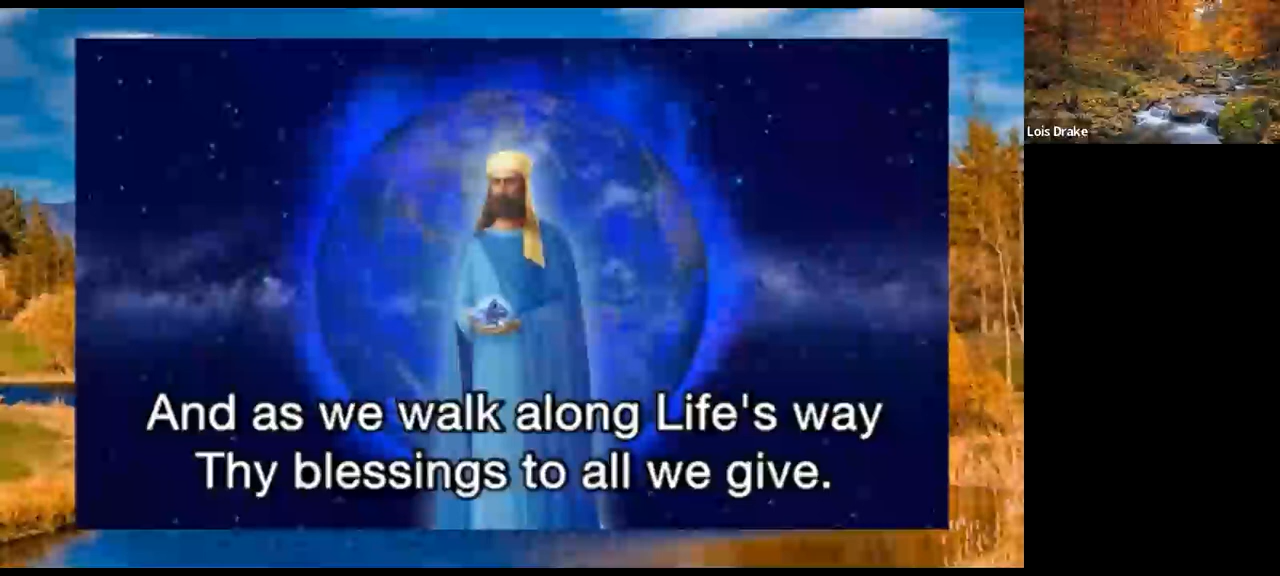 And as we walk along Life's way
Thy blessings to all we give.
Lois Drake